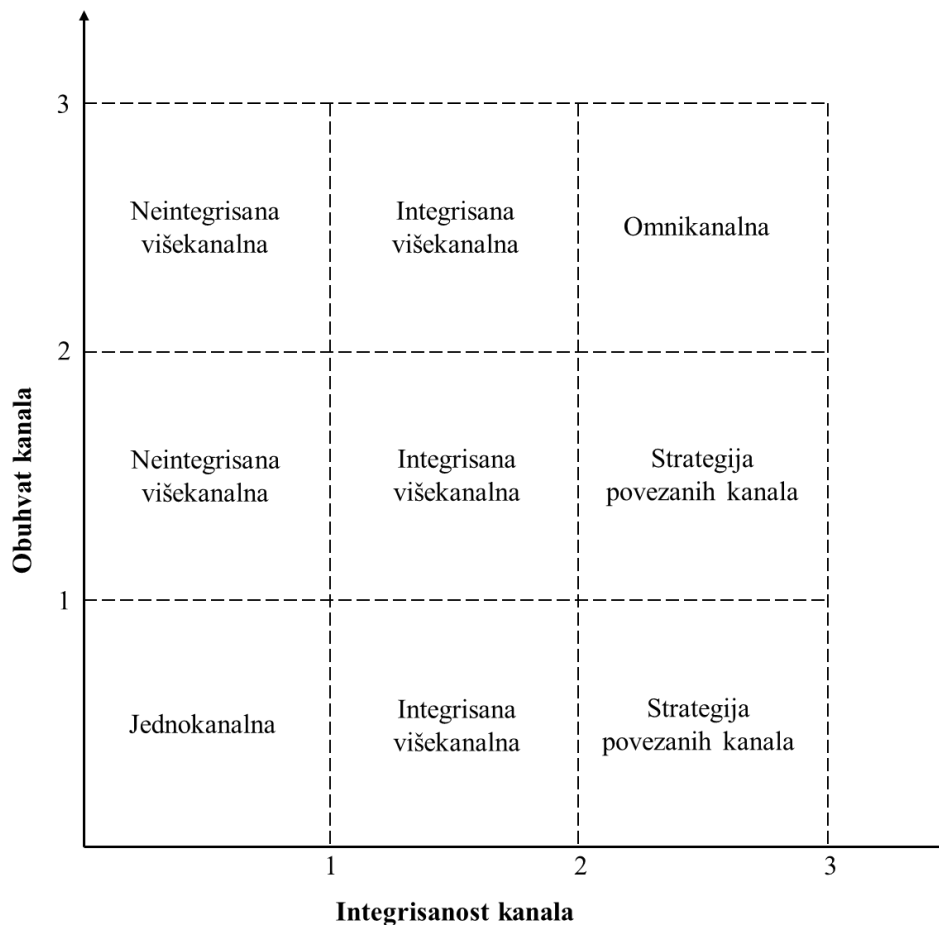 3
Neintegrisana
višekanalna
Integrisana
višekanalna
Omnikanalna
2
Neintegrisana
višekanalna
Integrisana
višekanalna
Strategija
povezanih kanala
Obuhvat kanala
1
Jednokanalna
Integrisana
višekanalna
Strategija
povezanih kanala
1
2
3
Integrisanost kanala